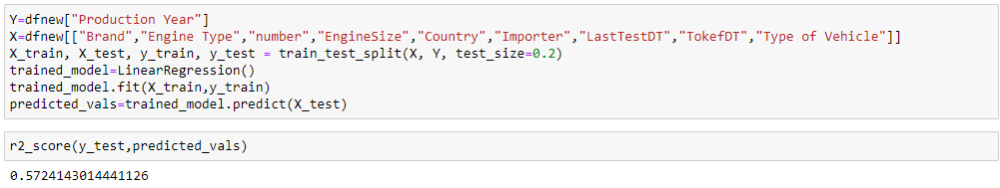 Y=dfnew["Production Year"]
X=dfnew[["Brand","Engine Type","number","EngineSize","Country","Importer","LastTestDT","TokefDT","Type of Vehicle"]]
X_train, X_test, y_train, y_test = train_test_split(X, Y, test_size=0.2)
trained_model=LinearRegression()
trained_model.fit(X_train,y_train)
predicted_vals=trained_model.predict(X_test)
r2_score(y_test,predicted_vals)
0.5724143014441126